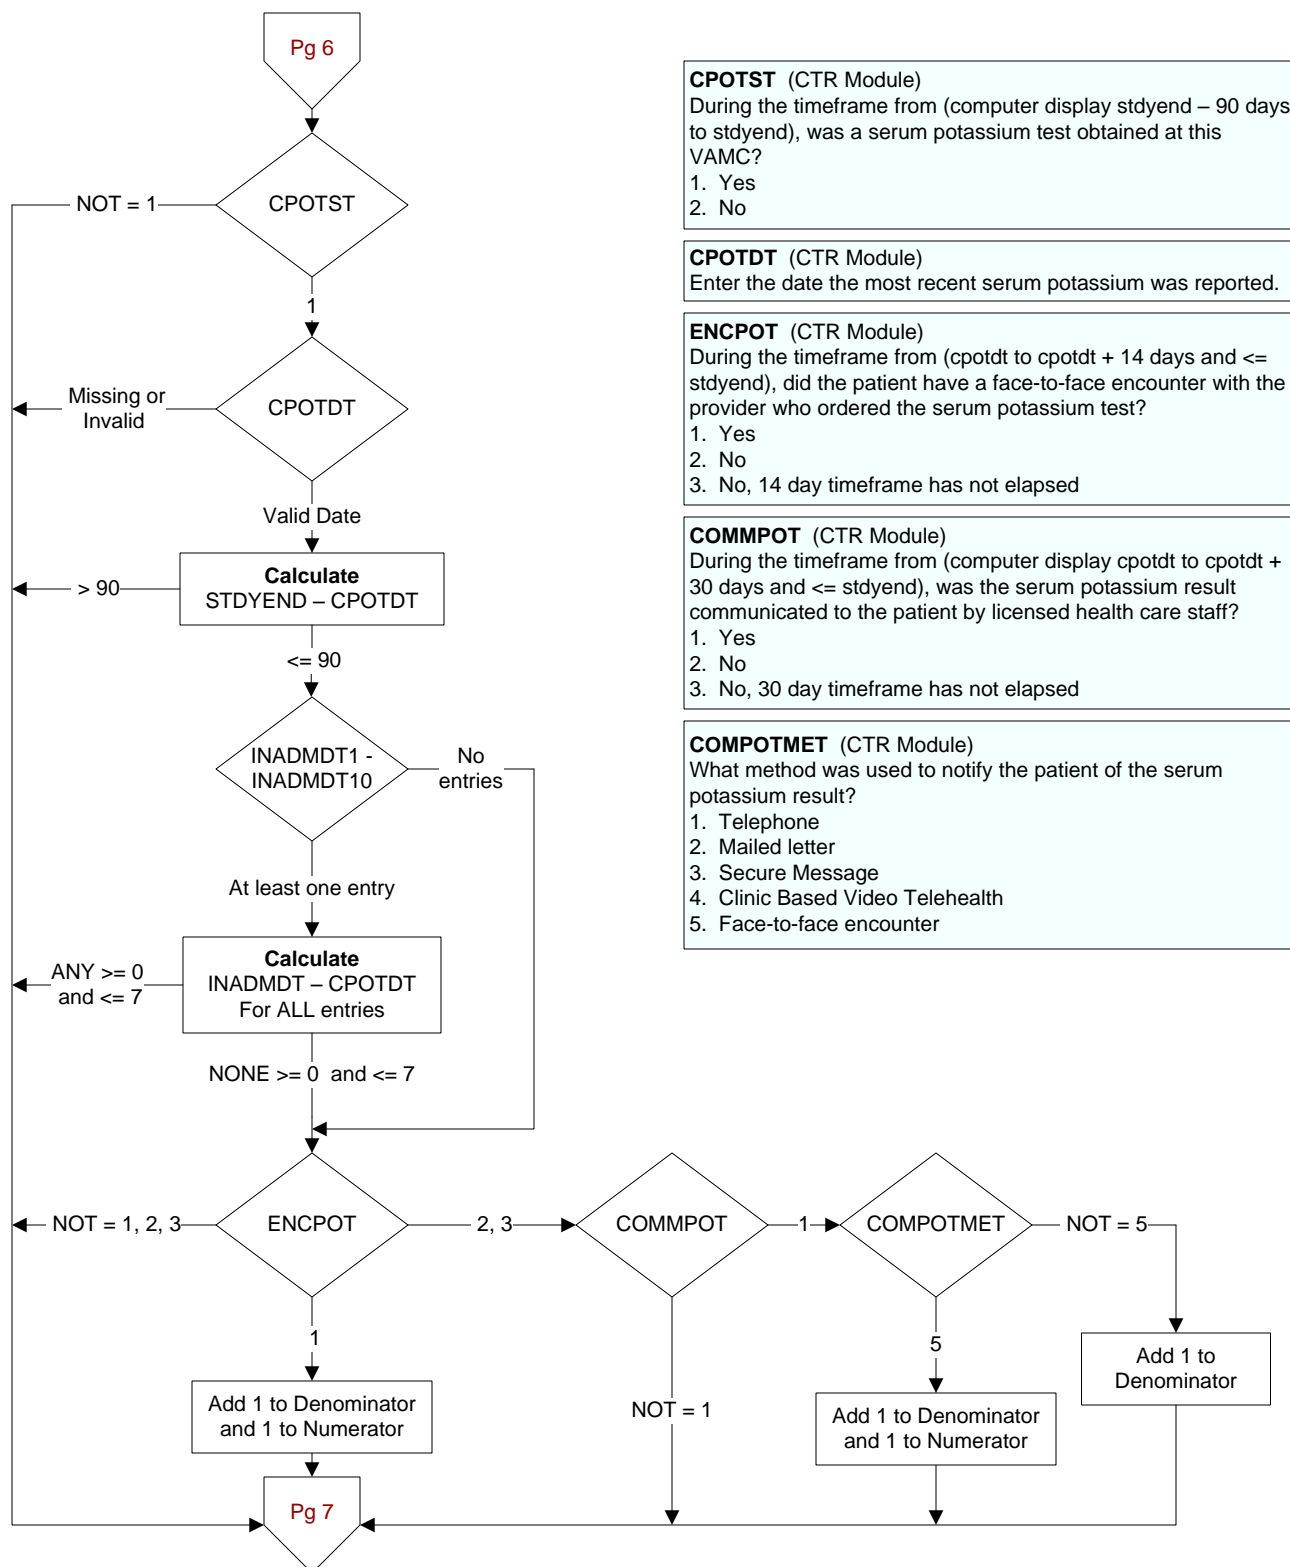 Pg 6
CPOTST
NOT = 1
1
CPOTDT
Missing or
Invalid
Valid Date
Calculate
STDYEND – CPOTDT
> 90
<= 90
INADMDT1 -
INADMDT10
No
entries
At least one entry
Calculate
INADMDT – CPOTDT
For ALL entries
ANY >= 0
and <= 7
NONE >= 0 and <= 7
NOT = 1, 2, 3
ENCPOT
2, 3
COMMPOT
1
COMPOTMET
NOT = 5
1
5
Add 1 to
Denominator
NOT = 1
Add 1 to Denominator
and 1 to Numerator
Add 1 to Denominator
and 1 to Numerator
Pg 7
CPOTST (CTR Module)
During the timeframe from (computer display stdyend – 90 days
to stdyend), was a serum potassium test obtained at this
VAMC?
1. Yes
2. No
CPOTDT (CTR Module)
Enter the date the most recent serum potassium was reported.
ENCPOT (CTR Module)
During the timeframe from (cpotdt to cpotdt + 14 days and <=
stdyend), did the patient have a face-to-face encounter with the
provider who ordered the serum potassium test?
1. Yes
2. No
3. No, 14 day timeframe has not elapsed
COMMPOT (CTR Module)
During the timeframe from (computer display cpotdt to cpotdt +
30 days and <= stdyend), was the serum potassium result
communicated to the patient by licensed health care staff?
1. Yes
2. No
3. No, 30 day timeframe has not elapsed
COMPOTMET (CTR Module)
What method was used to notify the patient of the serum
potassium result?
1. Telephone
2. Mailed letter
3. Secure Message
4. Clinic Based Video Telehealth
5. Face-to-face encounter